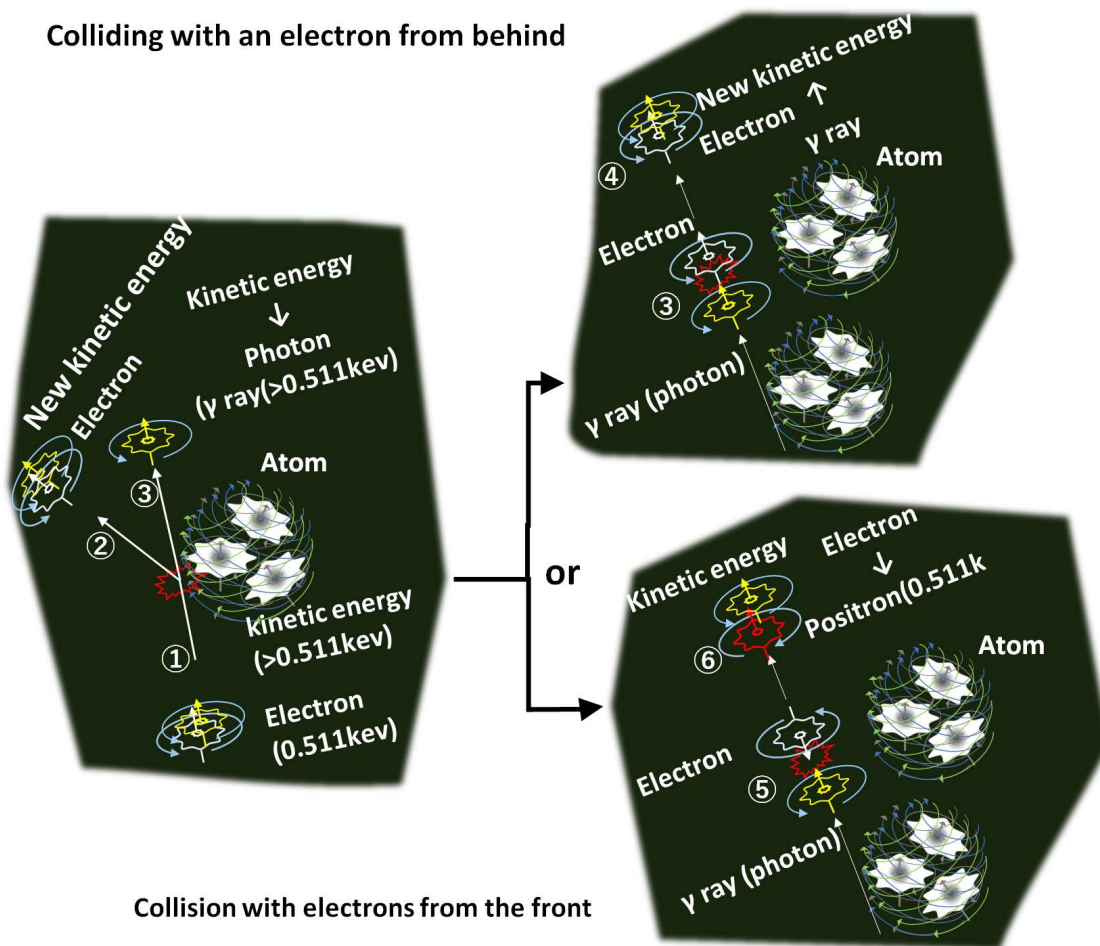 Colliding with an electron from behind
New kinetic energy
Electron
Kinetic energy
↓
Photon
(γ ray(>0.511kev)
③
Atom
②
kinetic energy
(>0.511kev)
①
Electron
(0.511kev)
or
New kinetic energy
↑
Electron
γ ray
Atom
④
Electron
③
γ ray (photon)
Electron
↓
Kinetic energy
Positron(0.511k
⑥
Atom
Electron
⑤
γ ray (photon)
Collision with electrons from the front